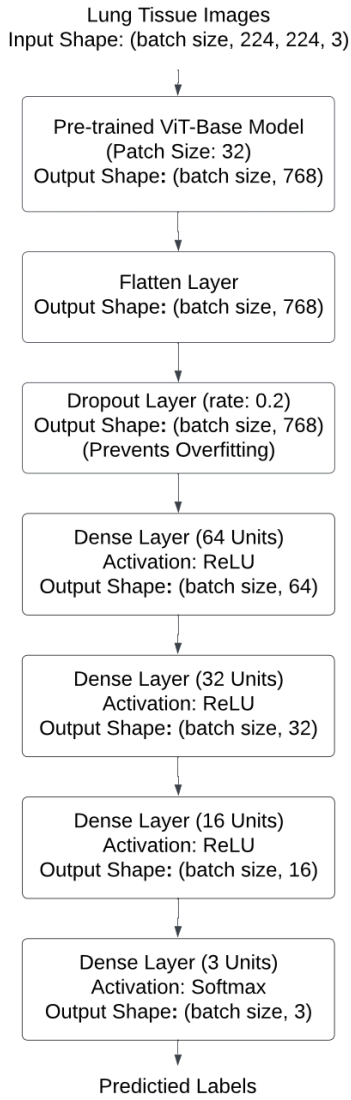 Lung Tissue Images
Input Shape: (batch size, 224, 224, 3)
Pre-trained ViT-Base Model
(Patch Size: 32)
Output Shape: (batch size, 768)
Flatten Layer
Output Shape: (batch size, 768)
Dropout Layer (rate: 0.2)
Output Shape: (batch size, 768)
(Prevents Overfitting)
Dense Layer (64 Units)
Activation: ReLU
Output Shape: (batch size, 64)
Dense Layer (32 Units)
Activation: ReLU
Output Shape: (batch size, 32)
Dense Layer (16 Units)
Activation: ReLU
Output Shape: (batch size, 16)
Dense Layer (3 Units)
Activation: Softmax
Output Shape: (batch size, 3)
Predictied Labels